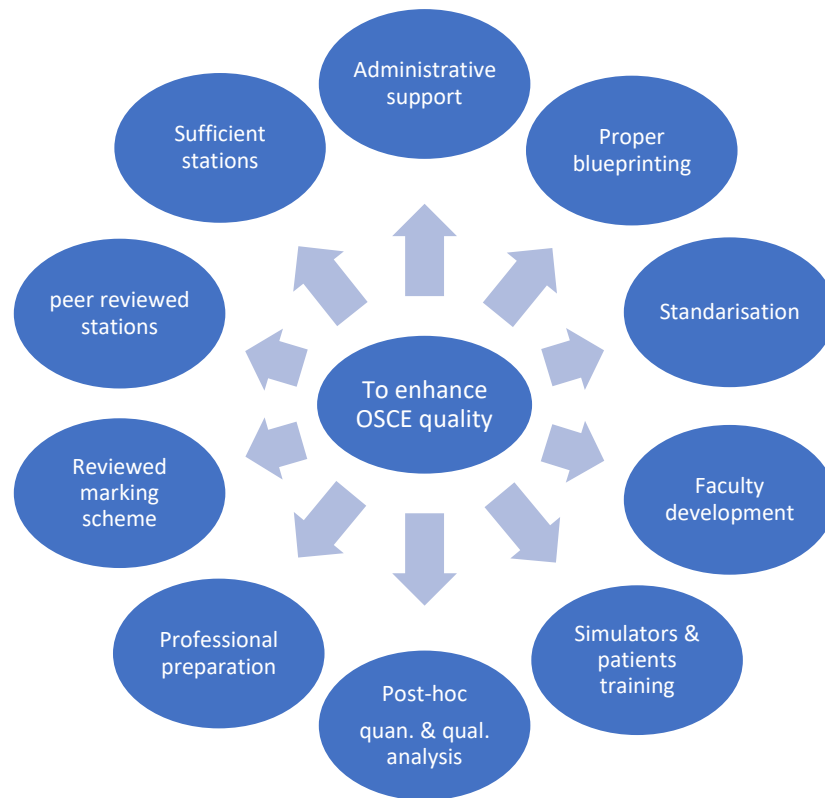 Administrative
support
Proper
blueprinting
Standarisation
Faculty
development
Simulators &
patients
training
Post-hoc
quan. & qual.
analysis
Professional
preparation
Reviewed
marking
scheme
peer reviewed
stations
Sufficient
stations
To enhance
OSCE quality